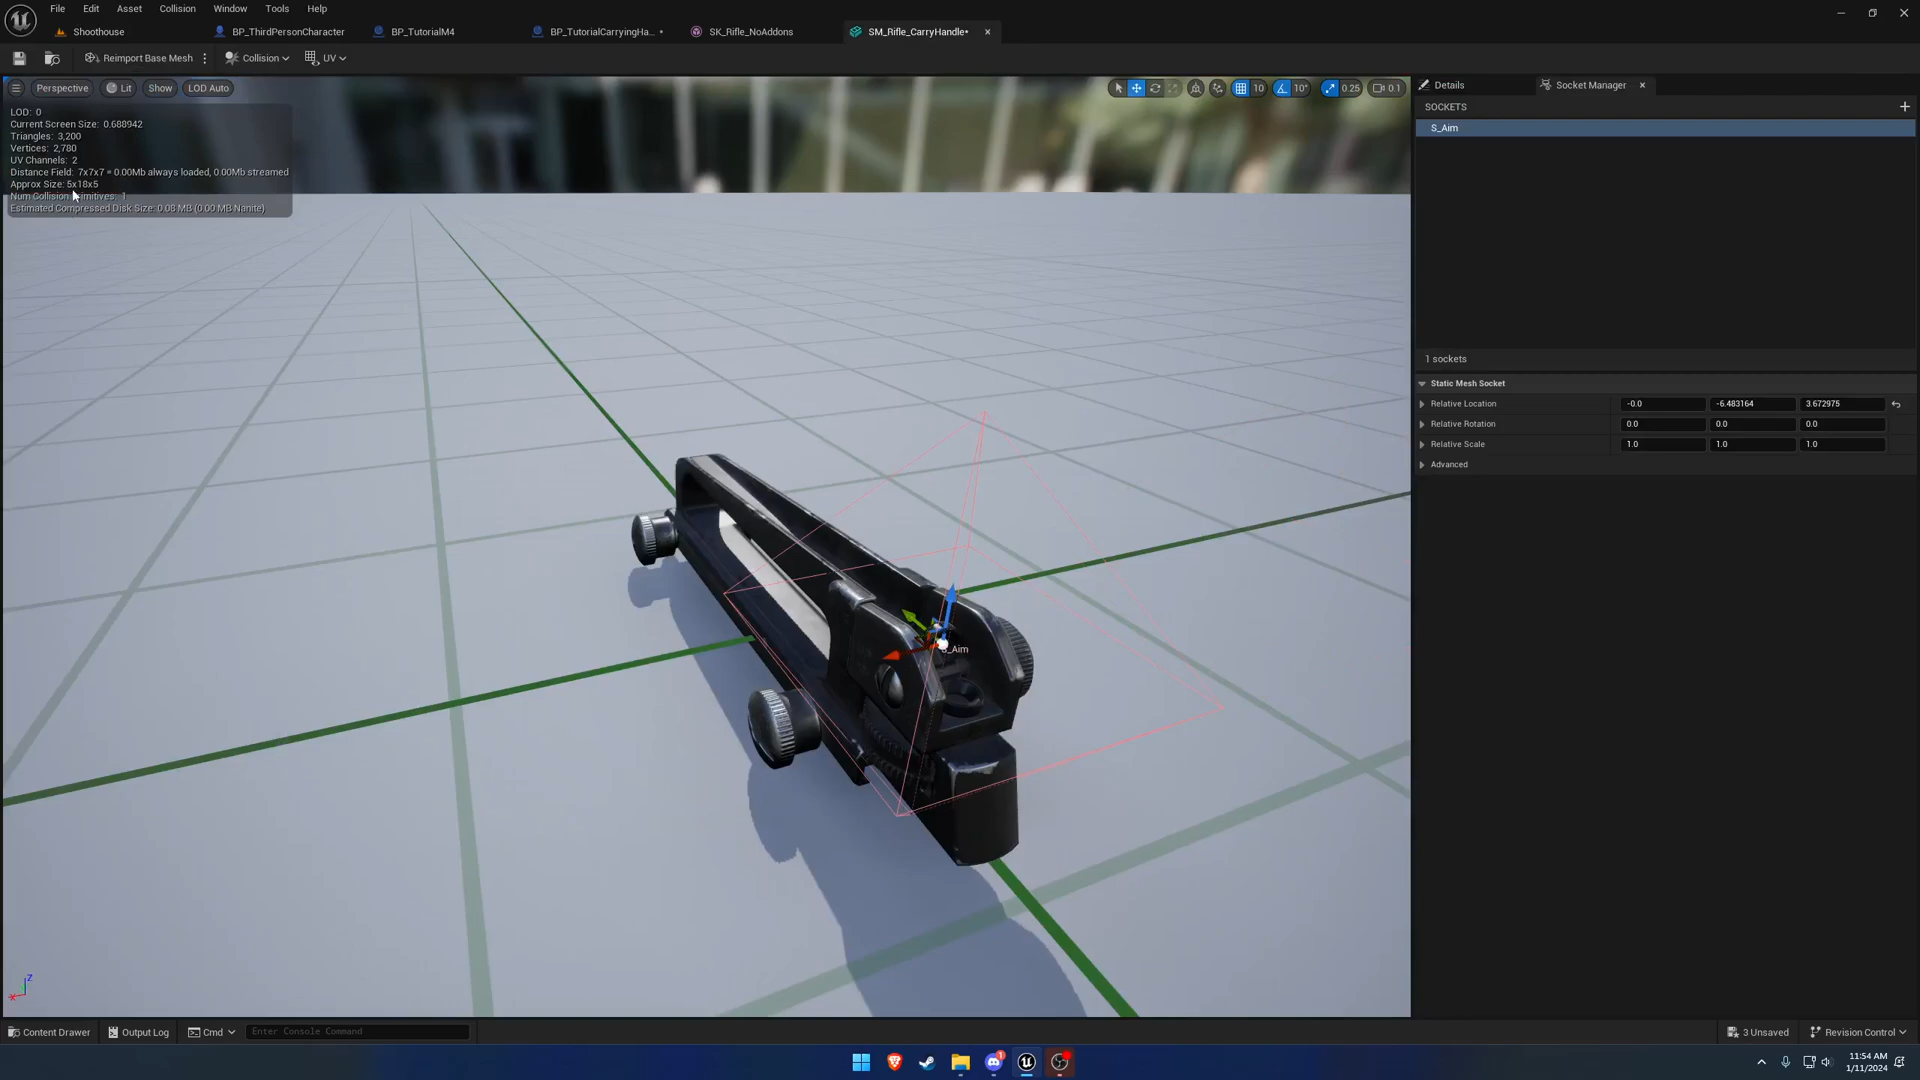 File Edit Asset Collision Window Tools Help
Shoothouse BP_ThirdPersonCharacter BP_TutorialM4 BP_TutorialCarryingHa... • SK_Rifle_NoAddons SM_Rifle_CarryHandle•
Reimport Base Mesh Collision UV
Perspective Lit Show LOD Auto 10 10° 0.25 0.1
LOD: 0
Current Screen Size: 0.688942
Triangles: 3,200
Vertices: 2,780
UV Channels: 2
Distance Field: 7x7x7 = 0.00Mb always loaded, 0.00Mb streamed
Approx Size: 5x18x5
Num Collision Primitives: 1
Estimated Compressed Disk Size: 0.08 MB (0.00 MB Nanite)
S_Aim
Z
X
Details Socket Manager
SOCKETS
S_Aim
1 sockets
Static Mesh Socket
Relative Location -0.0 -6.483164 3.672975
Relative Rotation 0.0 0.0 0.0
Relative Scale 1.0 1.0 1.0
Advanced
Content Drawer Output Log Cmd Enter Console Command 3 Unsaved Revision Control
1
11:54 AM
1/11/2024